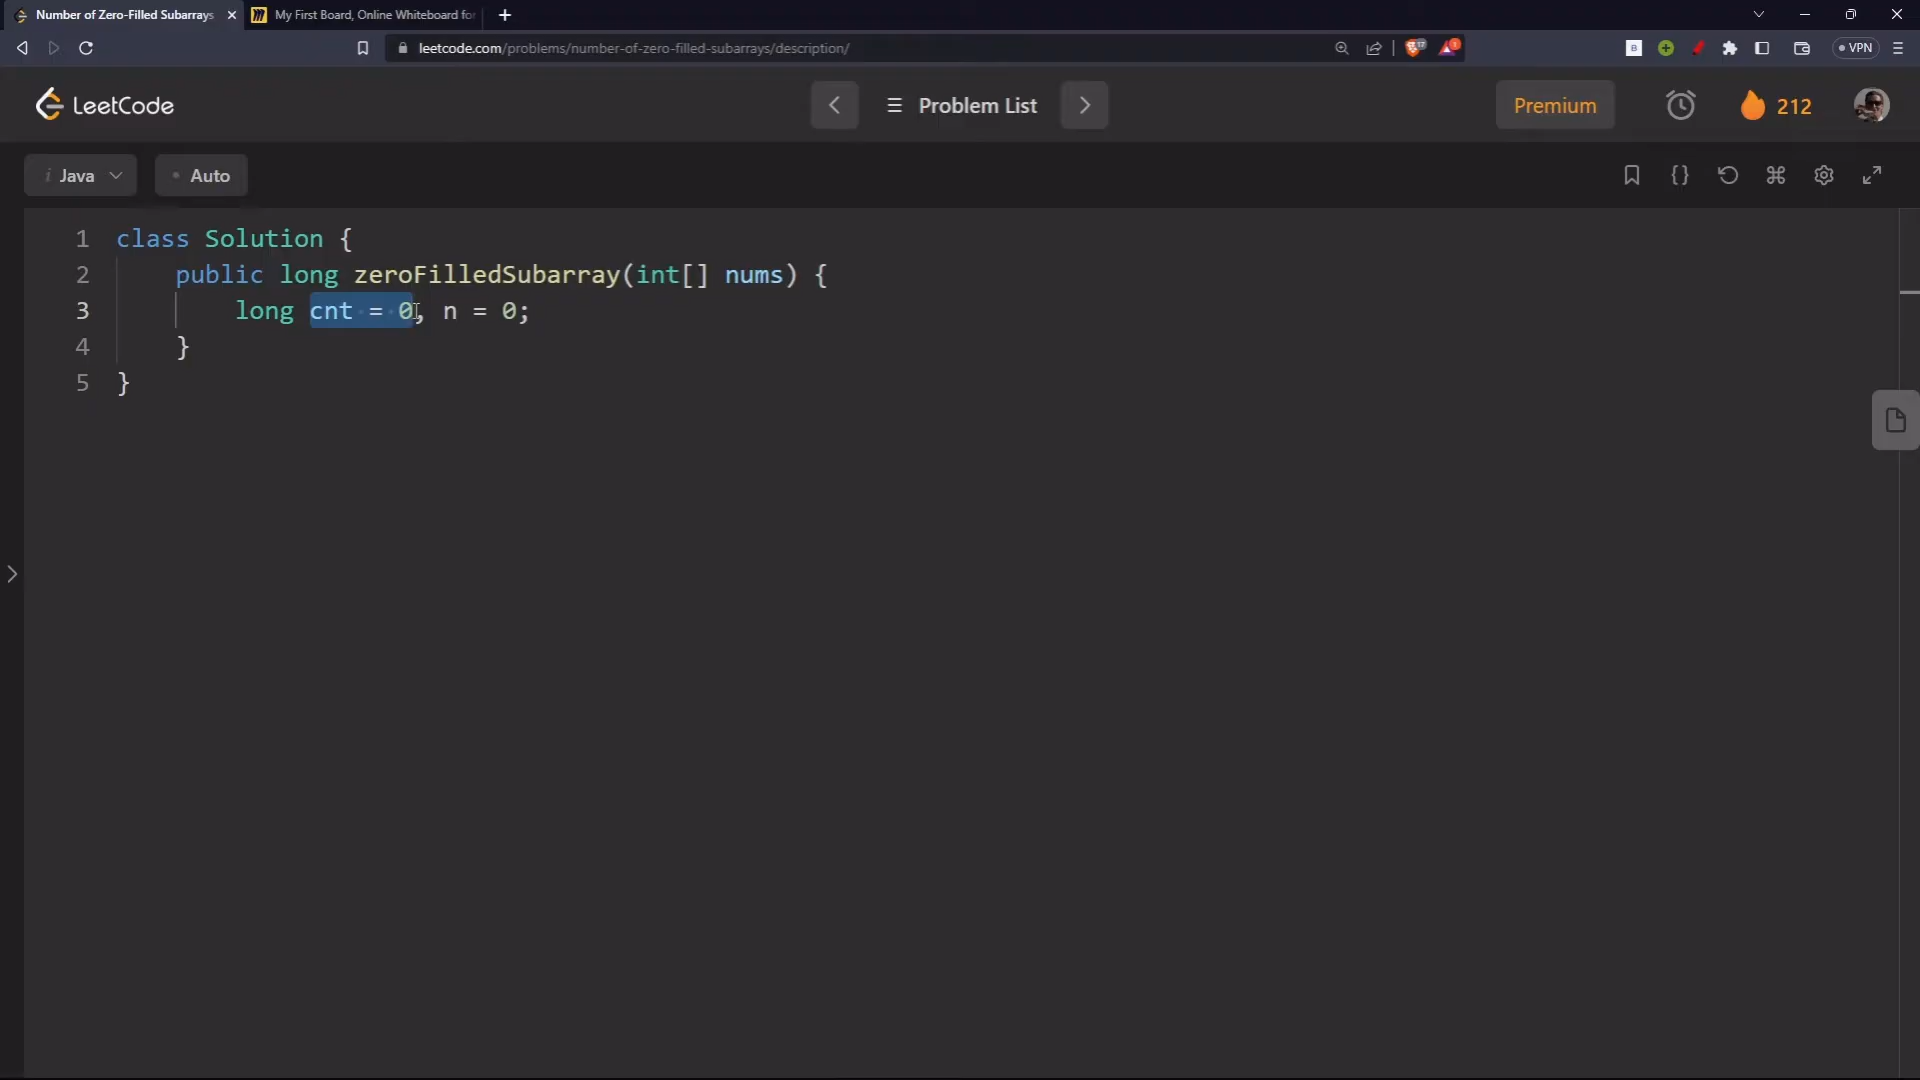 Number of Zero-Filled Subarrays
My First Board, Online Whiteboard for
leetcode.com/problems/number-of-zero-filled-subarrays/description/
VPN
LeetCode
Problem List
Premium
212
Java
Auto
1 class Solution {
2 public long zeroFilledSubarray(int[] nums) {
3 long cnt = 0, n = 0;
4 }
5 }